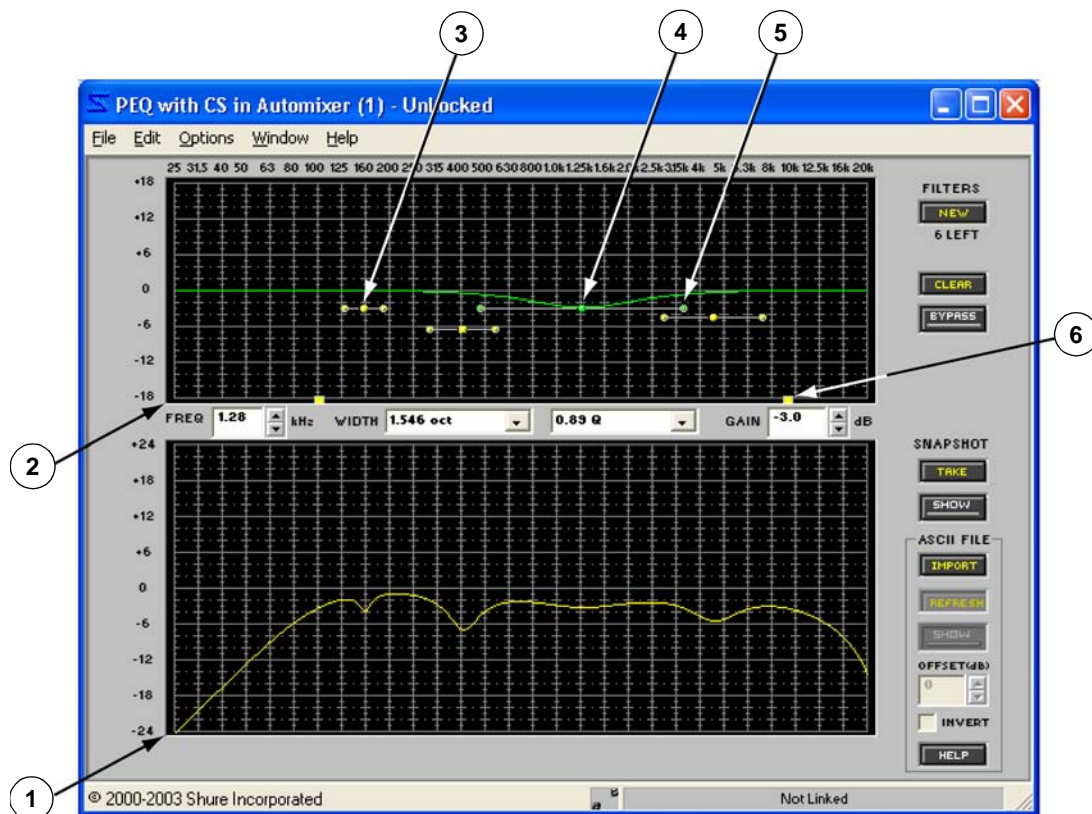 3
4
5
PEQ with CS in Automixer (1) - UnLocked
File Edit Options Window Help
25 31.5 40 50 63 80 100 125 160 200 250 315 400 500 630 800 1.0k 1.25k 1.6k 2.0k 2.5k 3.15k 4k 5k 6.3k 8k 10k 12.5k 16k 20k
+18
+12
+6
0
-6
-12
-18
FILTERS
NEW
6 LEFT
CLEAR
BYPASS
6
2
FREQ 1.28 kHz WIDTH 1.546 oct 0.89 Q GAIN -3.0 dB
+24
+18
+12
+6
0
-6
-12
-18
-24
SNAPSHOT
TAKE
SHOW
ASCII FILE
IMPORT
REFRESH
SHOW
OFFSET(dB)
0
INVERT
HELP
1
© 2000-2003 Shure Incorporated
Not Linked